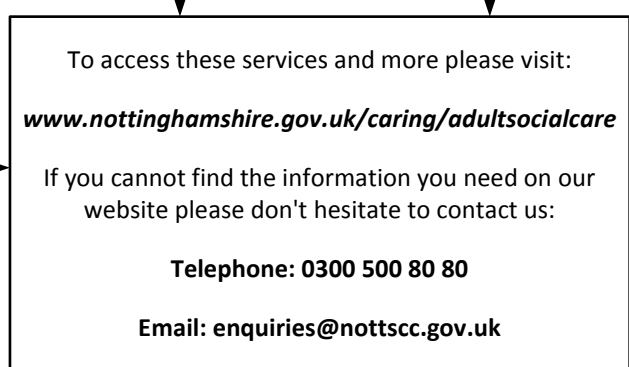 To access these services and more please visit:
www.nottinghamshire.gov.uk/caring/adultsocialcare
If you cannot find the information you need on our
website please don't hesitate to contact us:
Telephone: 0300 500 80 80
Email: enquiries@nottscc.gov.uk